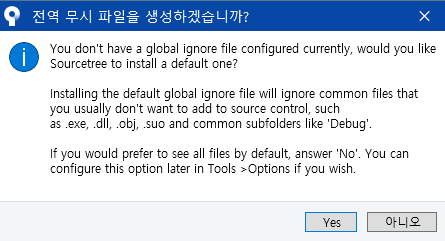 전역 무시 파일을 생성하겠습니까?
You don't have a global ignore file configured currently, would you like
Sourcetree to install a default one?
Installing the default global ignore file will ignore common files that
you usually don't want to add to source control, such
as .exe, .dll, .obj, .suo and common subfolders like 'Debug'.
If you would prefer to see all files by default, answer 'No'. You can
configure this option later in Tools >Options if you wish.
Yes
아니오